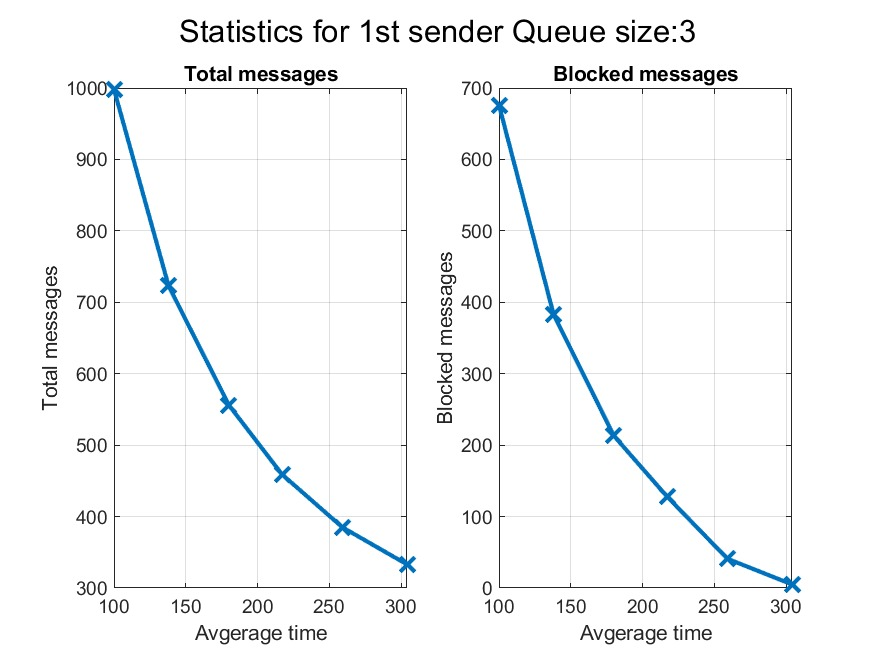 Statistics for 1st sender Queue size:3
Total messages
1000
900
800
700
600
500
400
300
100 150 200 250 300
Total messages
Avgerage time
Blocked messages
700
600
500
400
300
200
100
0
100 150 200 250 300
Blocked messages
Avgerage time